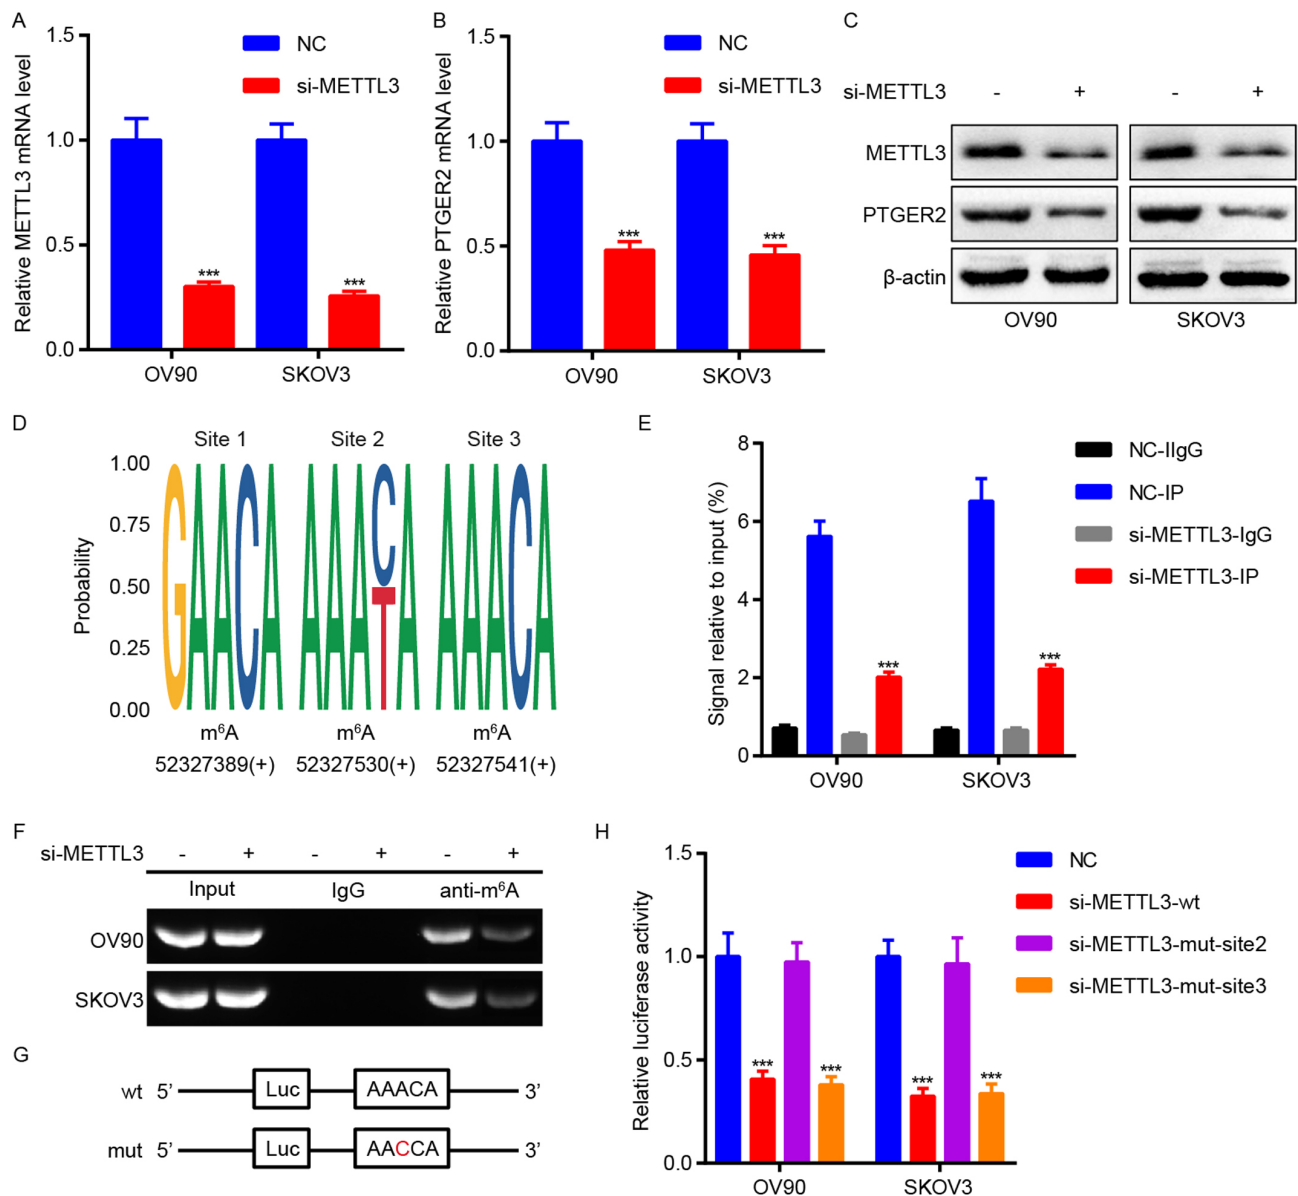 A
Relative METTL3 mRNA level
1.5
1.0
0.5
0.0
NC
si-METTL3
***
***
OV90
SKOV3
B
Relative PTGER2 mRNA level
1.5
1.0
0.5
0.0
NC
si-METTL3
***
***
OV90
SKOV3
C
si-METTL3 - + - +
METTL3
PTGER2
β-actin
OV90 SKOV3
D
Site 1 Site 2 Site 3
Probability
1.00
0.75
0.50
0.25
0.00
GAACA AAACA AAACA
T
m⁶A m⁶A m⁶A
52327389(+) 52327530(+) 52327541(+)
E
Signal relative to input (%)
8
6
4
2
0
NC-IIgG
NC-IP
si-METTL3-IgG
si-METTL3-IP
***
***
OV90
SKOV3
F
si-METTL3 - + - + - +
Input IgG anti-m⁶A
OV90
SKOV3
G
wt 5’ Luc AAACA 3’
mut 5’ Luc AACCA 3’
H
Relative luciferase activity
1.5
1.0
0.5
0.0
NC
si-METTL3-wt
si-METTL3-mut-site2
si-METTL3-mut-site3
*** *** *** ***
OV90
SKOV3